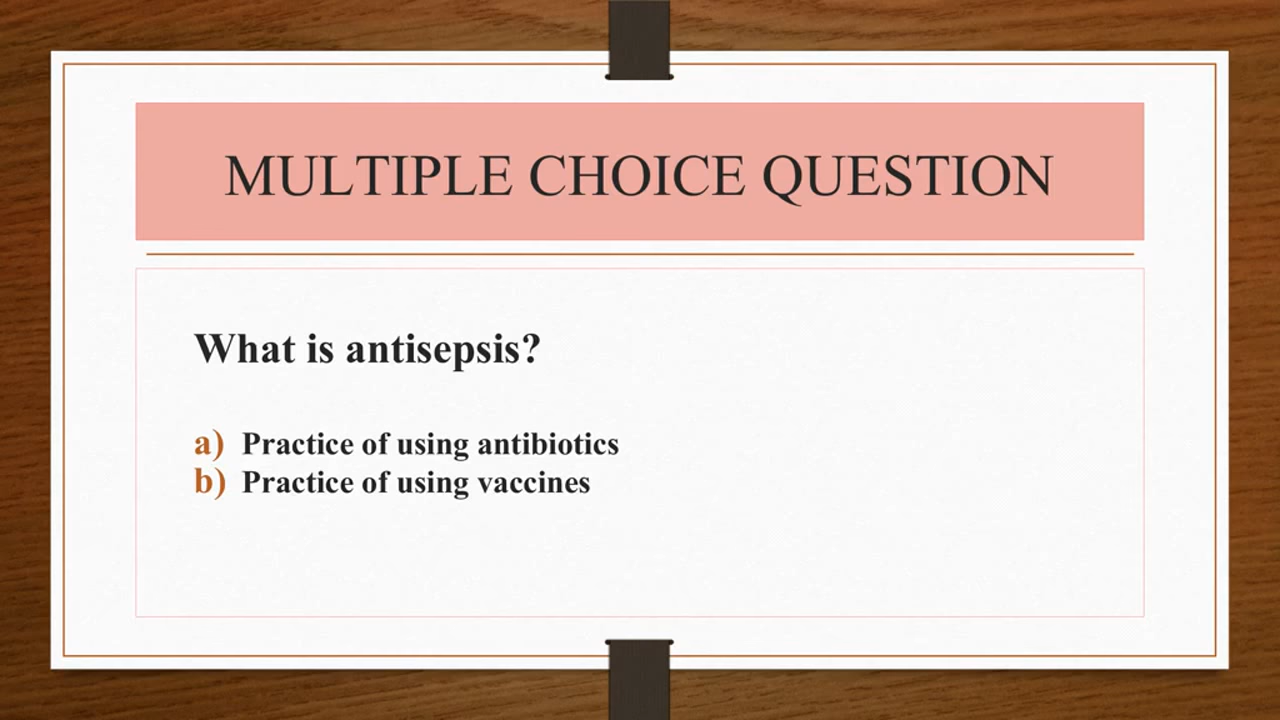 MULTIPLE CHOICE QUESTION
What is antisepsis?
a) Practice of using antibiotics
b) Practice of using vaccines